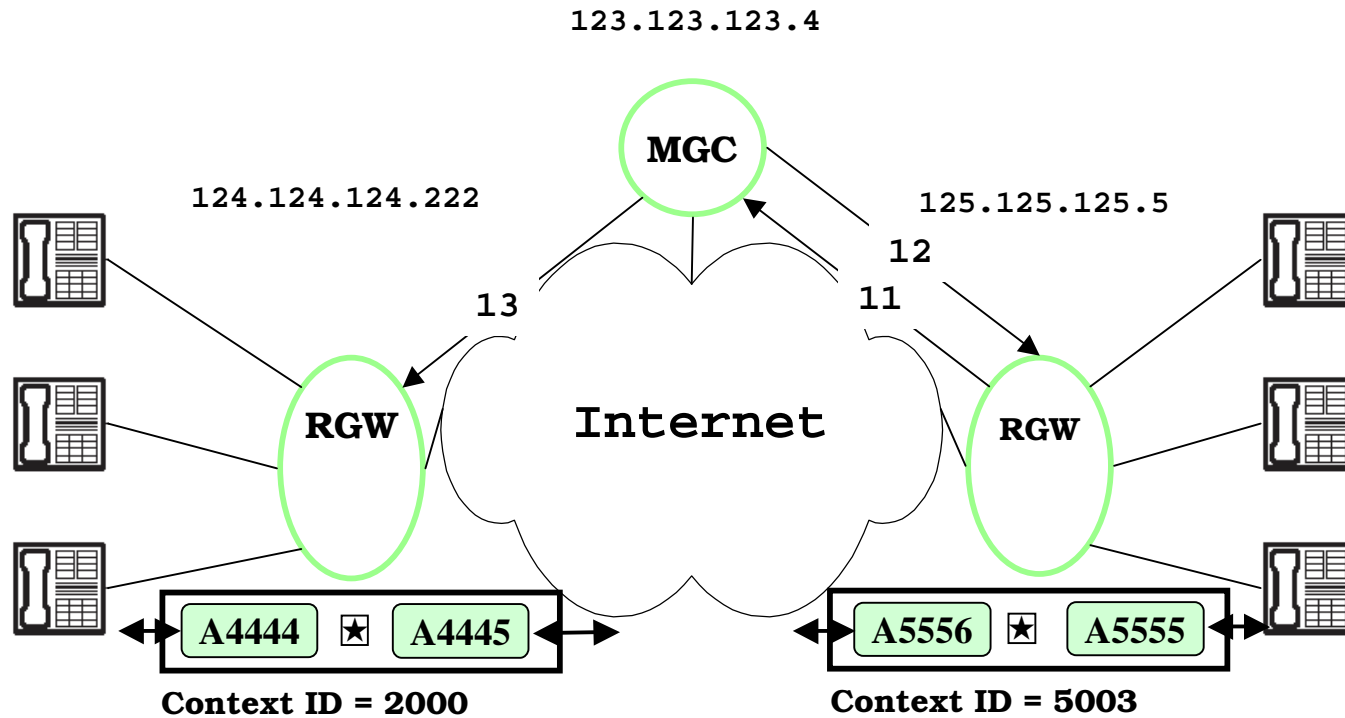 123.123.123.4
MGC
124.124.124.222
125.125.125.5
12
13
11
RGW
Internet
RGW
A4444
A4445
A5556
A5555
Context ID = 2000
Context ID = 5003